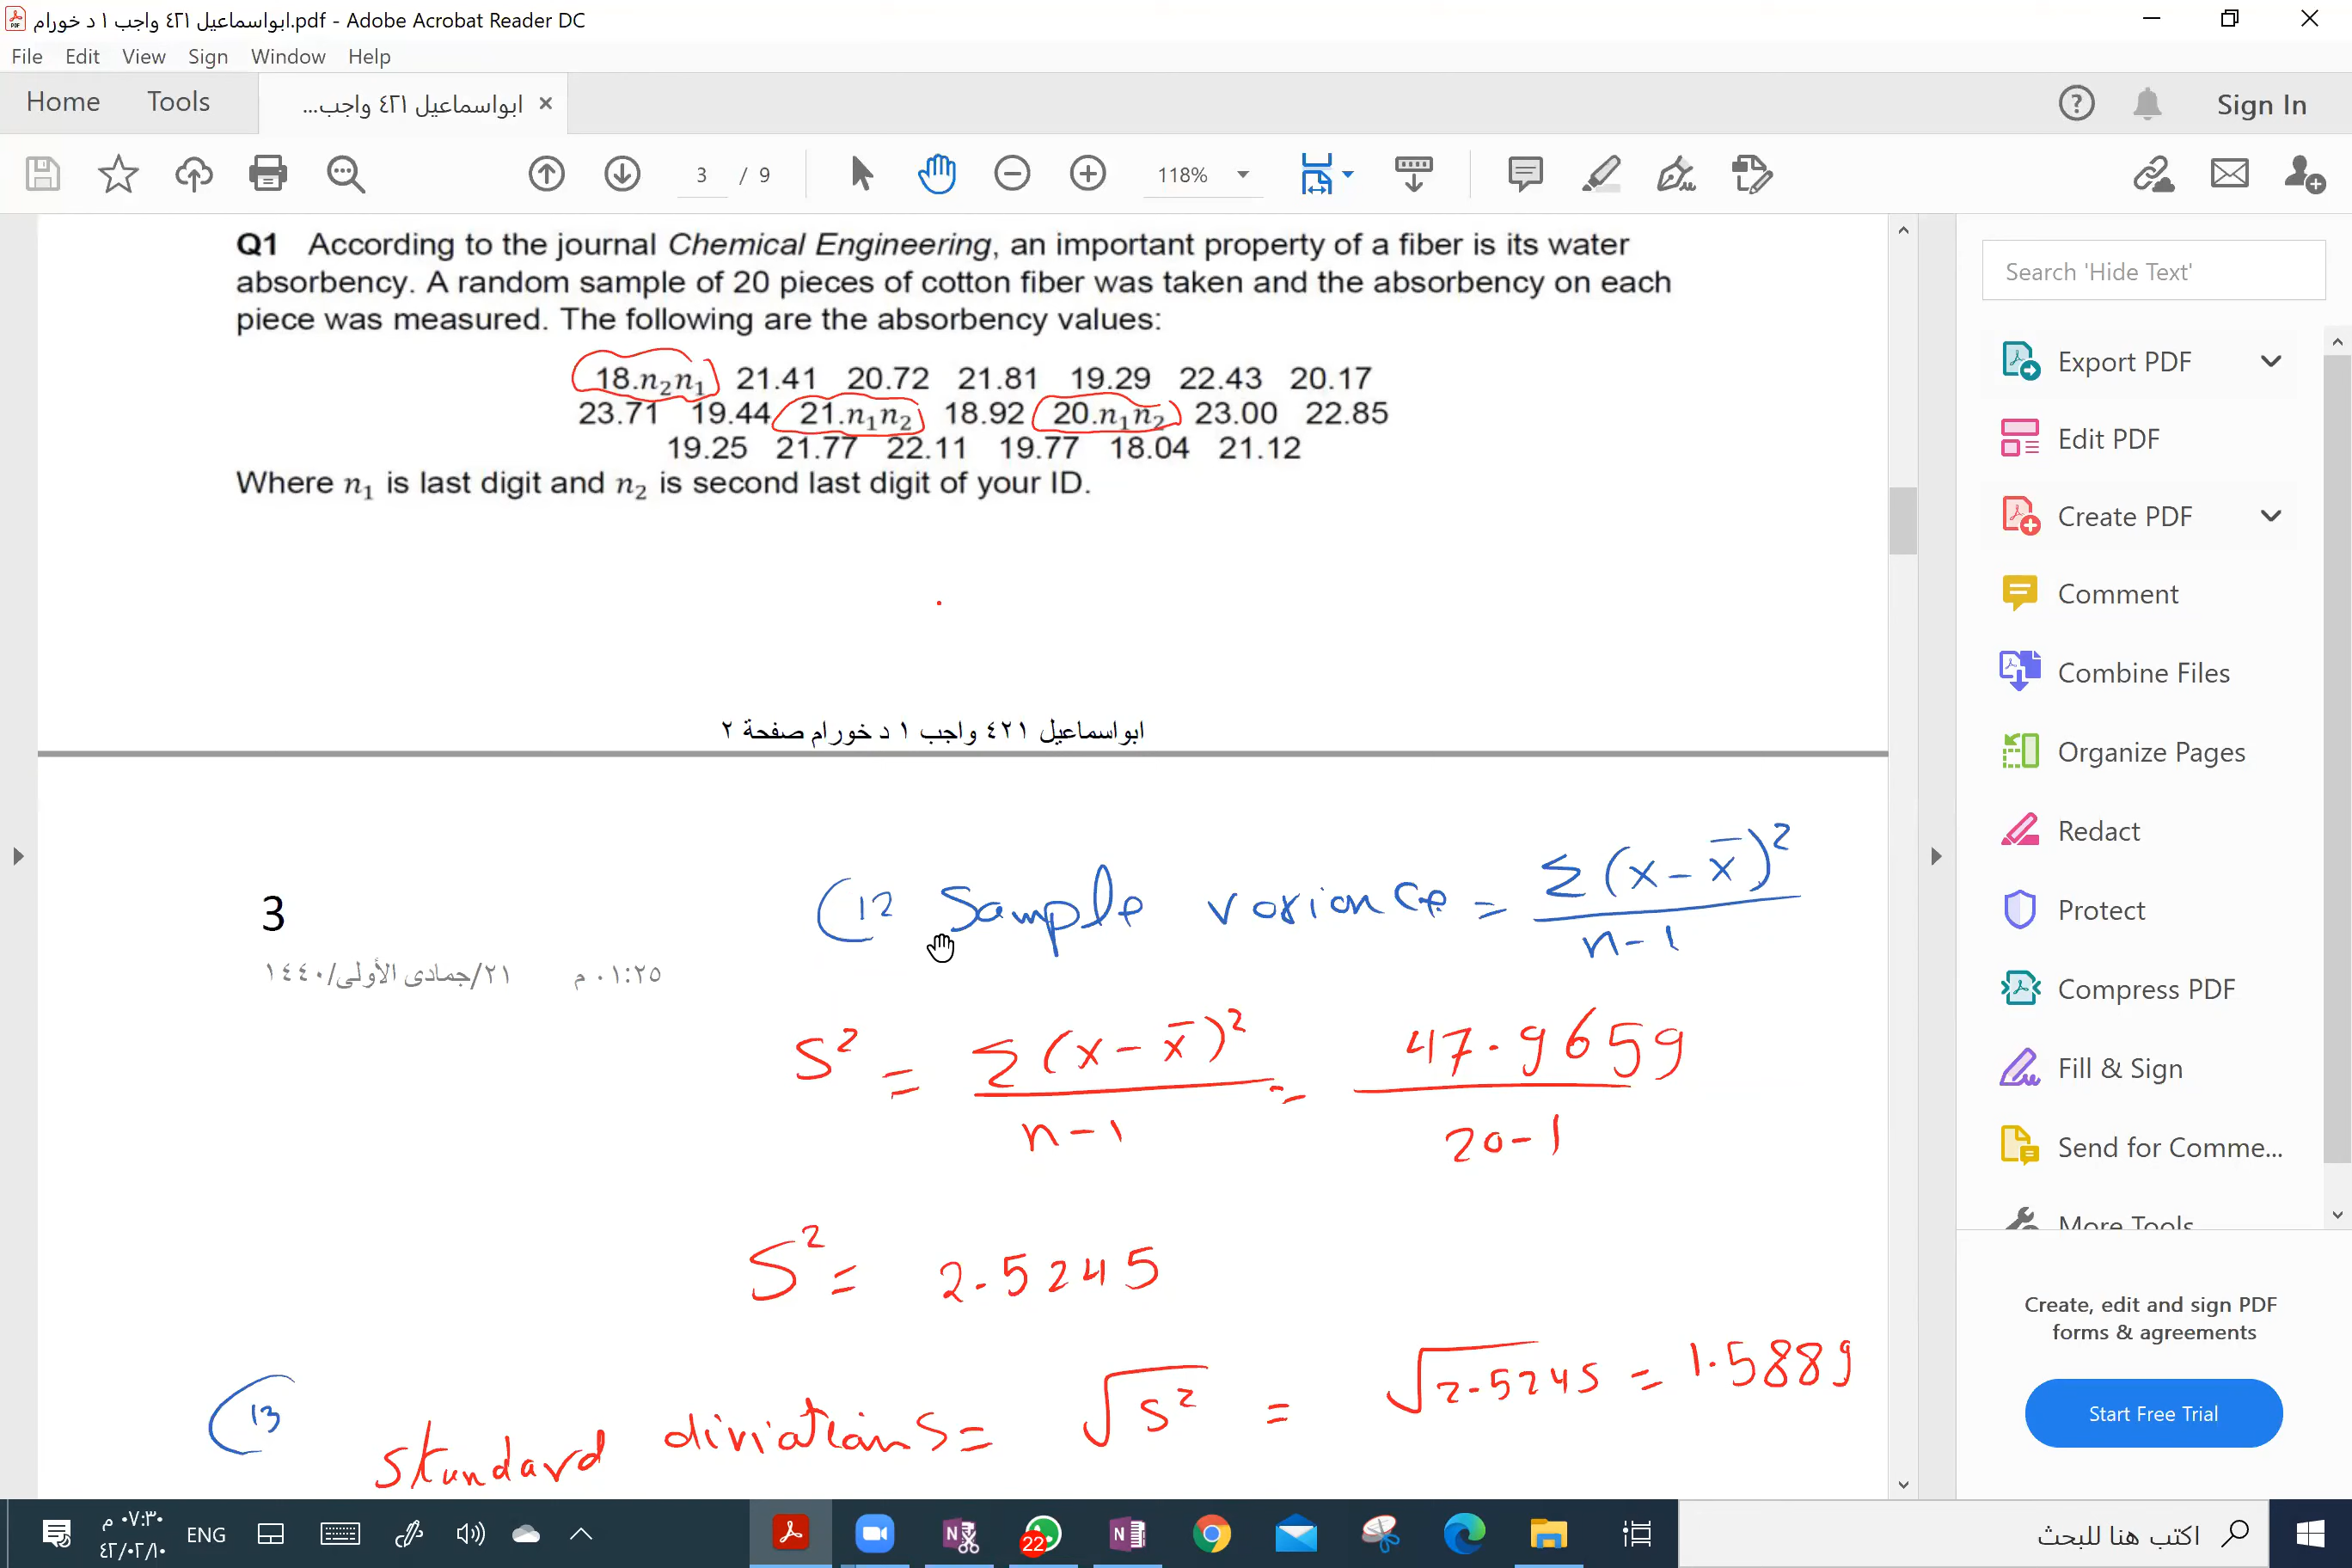 ابواسماعيل ٤٢١ واجب ١ د خورام.pdf - Adobe Acrobat Reader DC
File Edit View Sign Window Help
Home Tools ابواسماعيل ٤٢١ واجب... × Sign In
3 / 9 118%
Q1 According to the journal Chemical Engineering, an important property of a fiber is its water
absorbency. A random sample of 20 pieces of cotton fiber was taken and the absorbency on each
piece was measured. The following are the absorbency values:
18.n₂n₁ 21.41 20.72 21.81 19.29 22.43 20.17
23.71 19.44 21.n₁n₂ 18.92 20.n₁n₂ 23.00 22.85
19.25 21.77 22.11 19.77 18.04 21.12
Where n₁ is last digit and n₂ is second last digit of your ID.
ابواسماعيل ٤٢١ واجب ١ د خورام صفحة ٢
12 Sample variance = Σ(x-x̄)² / n-1
3
٢١/جمادى الأولى/١٤٤٠ ٠١:٢٥ م
S² = Σ(x-x̄)² / n-1 = 47.9659 / 20-1
S² = 2.5245
13 standard diviation S = √S² = √2.5245 = 1.5889
Search 'Hide Text'
Export PDF
Edit PDF
Create PDF
Comment
Combine Files
Organize Pages
Redact
Protect
Compress PDF
Fill & Sign
Send for Comme...
More Tools
Create, edit and sign PDF
forms & agreements
Start Free Trial
٠٧:٣٠ م
٤٢/٠٢/١٠
ENG
22
اكتب هنا للبحث